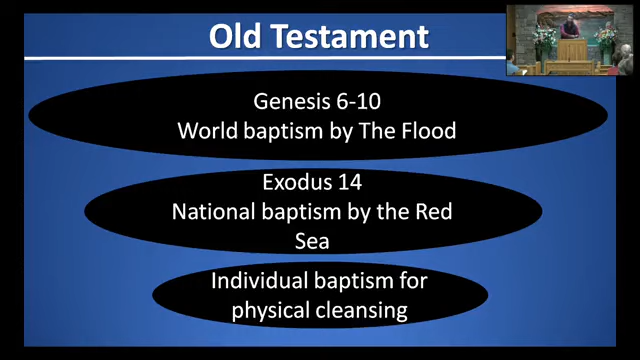 Old Testament
Genesis 6-10
World baptism by The Flood
Exodus 14
National baptism by the Red
Sea
Individual baptism for
physical cleansing